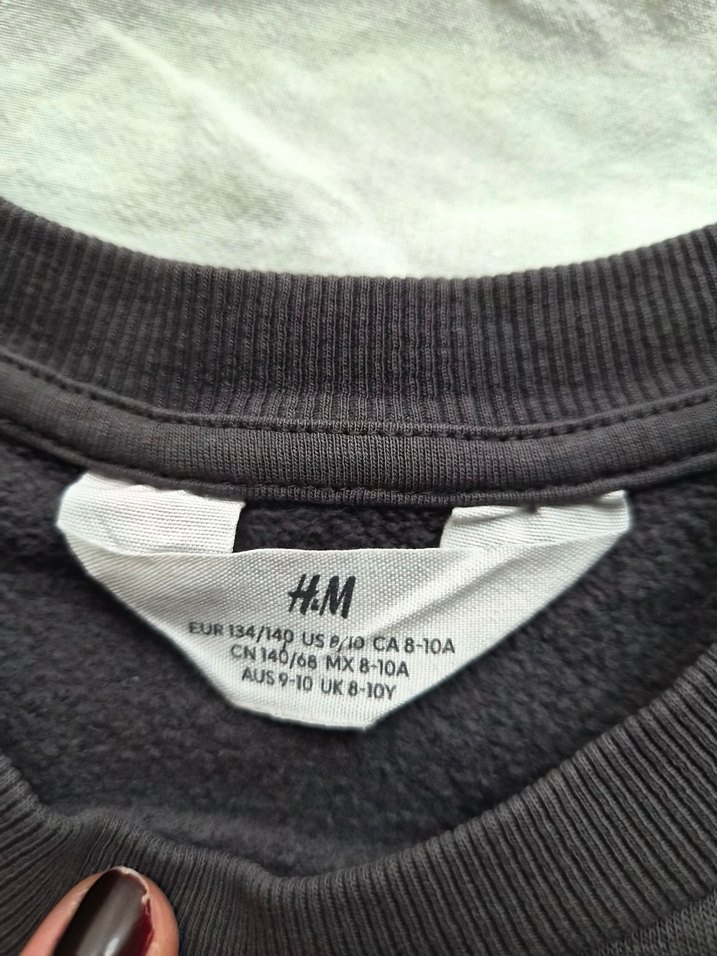 H&M
EUR 134/140 US 8/10 CA 8-10A
CN 140/68 MX 8-10A
AUS 9-10 UK 8-10Y